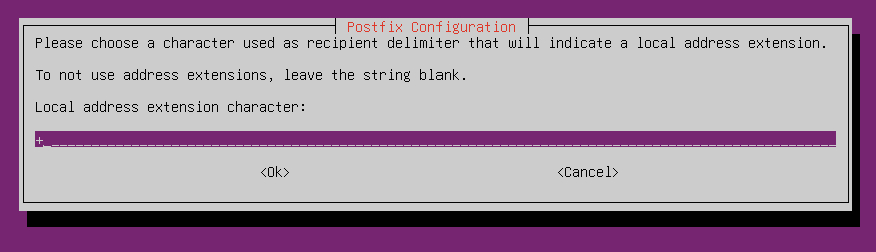 Postfix Configuration
Please choose a character used as recipient delimiter that will indicate a local address extension.
To not use address extensions, leave the string blank.
Local address extension character:
+
<Ok> <Cancel>